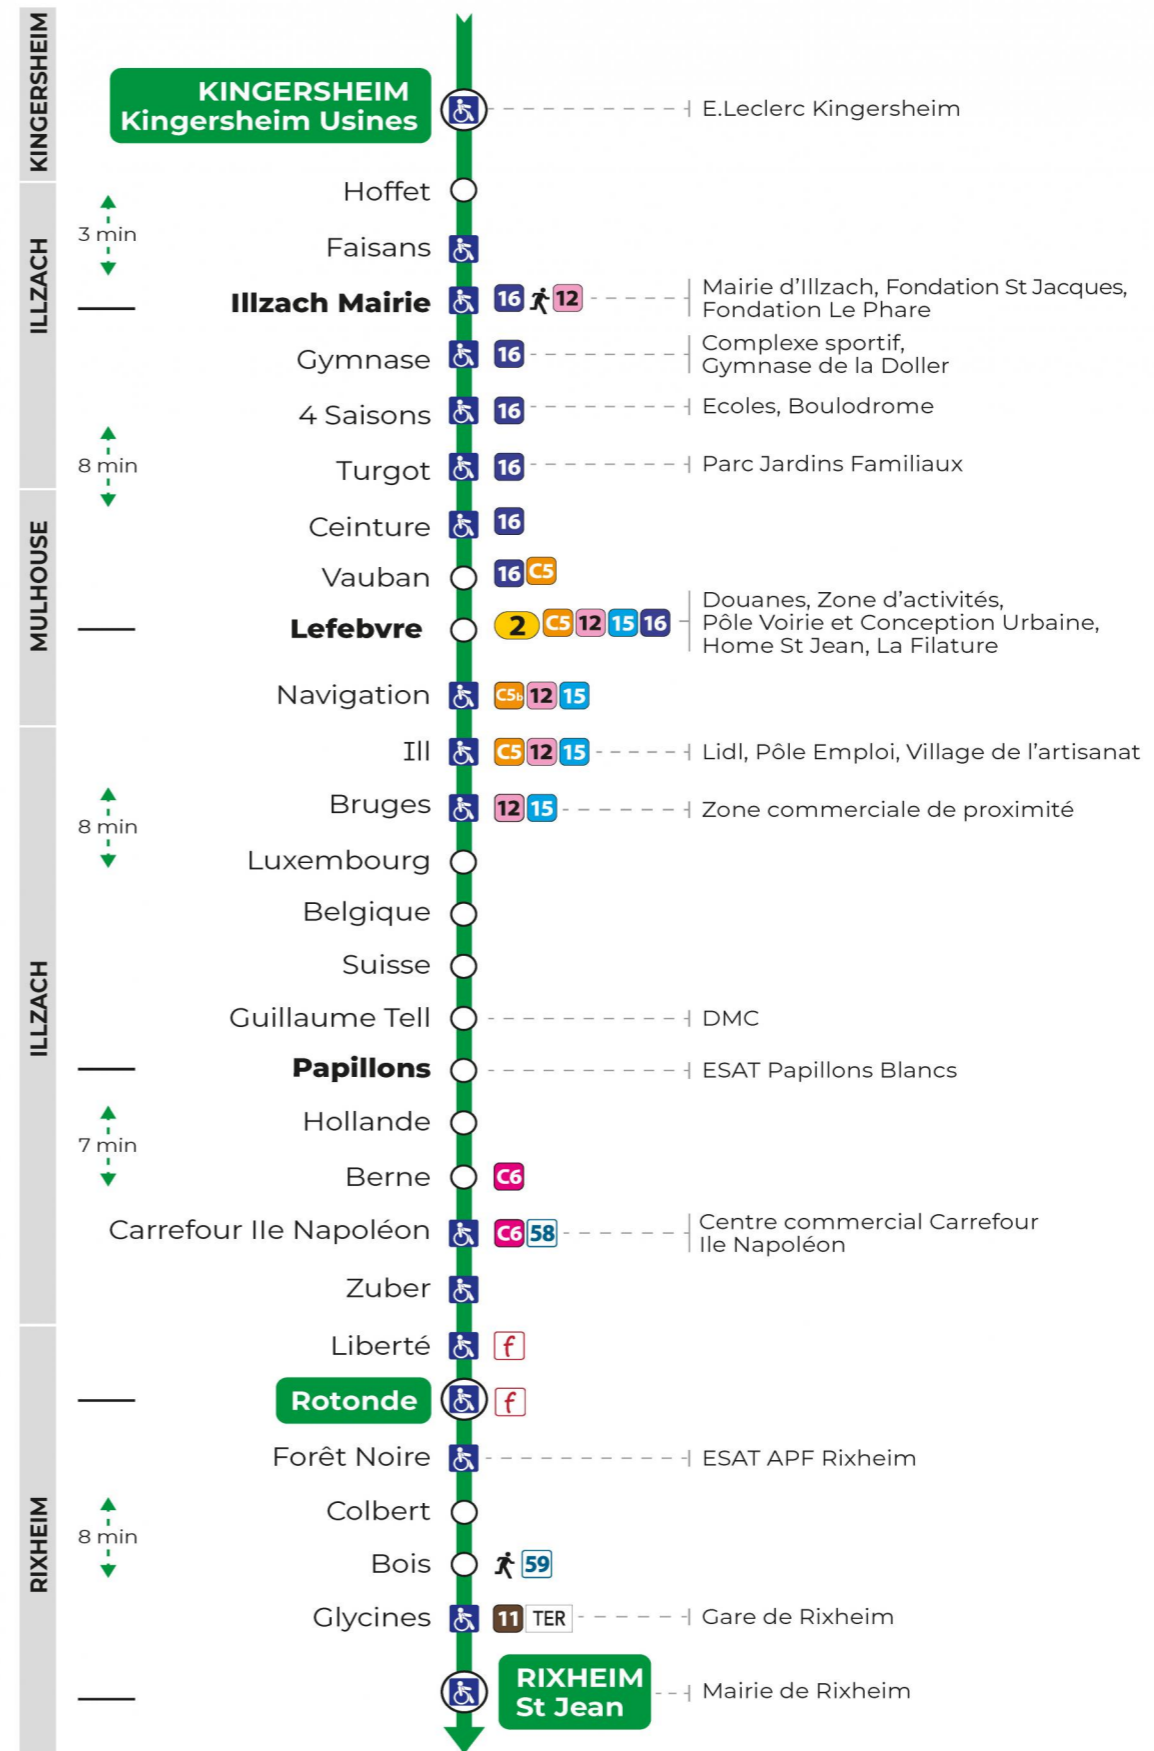 KINGERSHEIM
KINGERSHEIM
Kingersheim Usines
E.Leclerc Kingersheim
ILLZACH
Hoffet
3 min
Faisans
Illzach Mairie 16 12
Mairie d'Illzach, Fondation St Jacques,
Fondation Le Phare
Gymnase 16
Complexe sportif,
Gymnase de la Doller
4 Saisons 16 Ecoles, Boulodrome
8 min
Turgot 16 Parc Jardins Familiaux
MULHOUSE
Ceinture 16
Vauban 16 C5
Lefebvre 2 C5 12 15 16
Douanes, Zone d'activités,
Pôle Voirie et Conception Urbaine,
Home St Jean, La Filature
Navigation C5b 12 15
ILLZACH
Ill C5 12 15 Lidl, Pôle Emploi, Village de l'artisanat
Bruges 12 15 Zone commerciale de proximité
8 min
Luxembourg
Belgique
Suisse
Guillaume Tell DMC
Papillons ESAT Papillons Blancs
Hollande
7 min
Berne C6
Carrefour Ile Napoléon C6 58
Centre commercial Carrefour
Ile Napoléon
Zuber
RIXHEIM
Liberté f
Rotonde f
Forêt Noire ESAT APF Rixheim
Colbert
8 min
Bois 59
Glycines 11 TER Gare de Rixheim
RIXHEIM
St Jean
Mairie de Rixheim